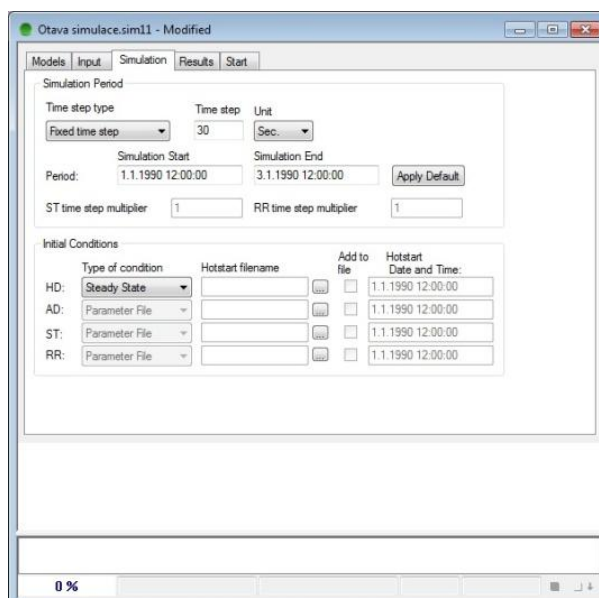 Otava simulace.sim11 - Modified
Models Input Simulation Results Start
Simulation Period
Time step type Time step Unit
Fixed time step 30 Sec.
Simulation Start Simulation End
Period: 1.1.1990 12:00:00 3.1.1990 12:00:00 Apply Default
ST time step multiplier 1 RR time step multiplier 1
Initial Conditions
Type of condition Hotstart filename Add to file Hotstart Date and Time:
HD: Steady State ... 1.1.1990 12:00:00
AD: Parameter File ... 1.1.1990 12:00:00
ST: Parameter File ... 1.1.1990 12:00:00
RR: Parameter File ... 1.1.1990 12:00:00
0 %